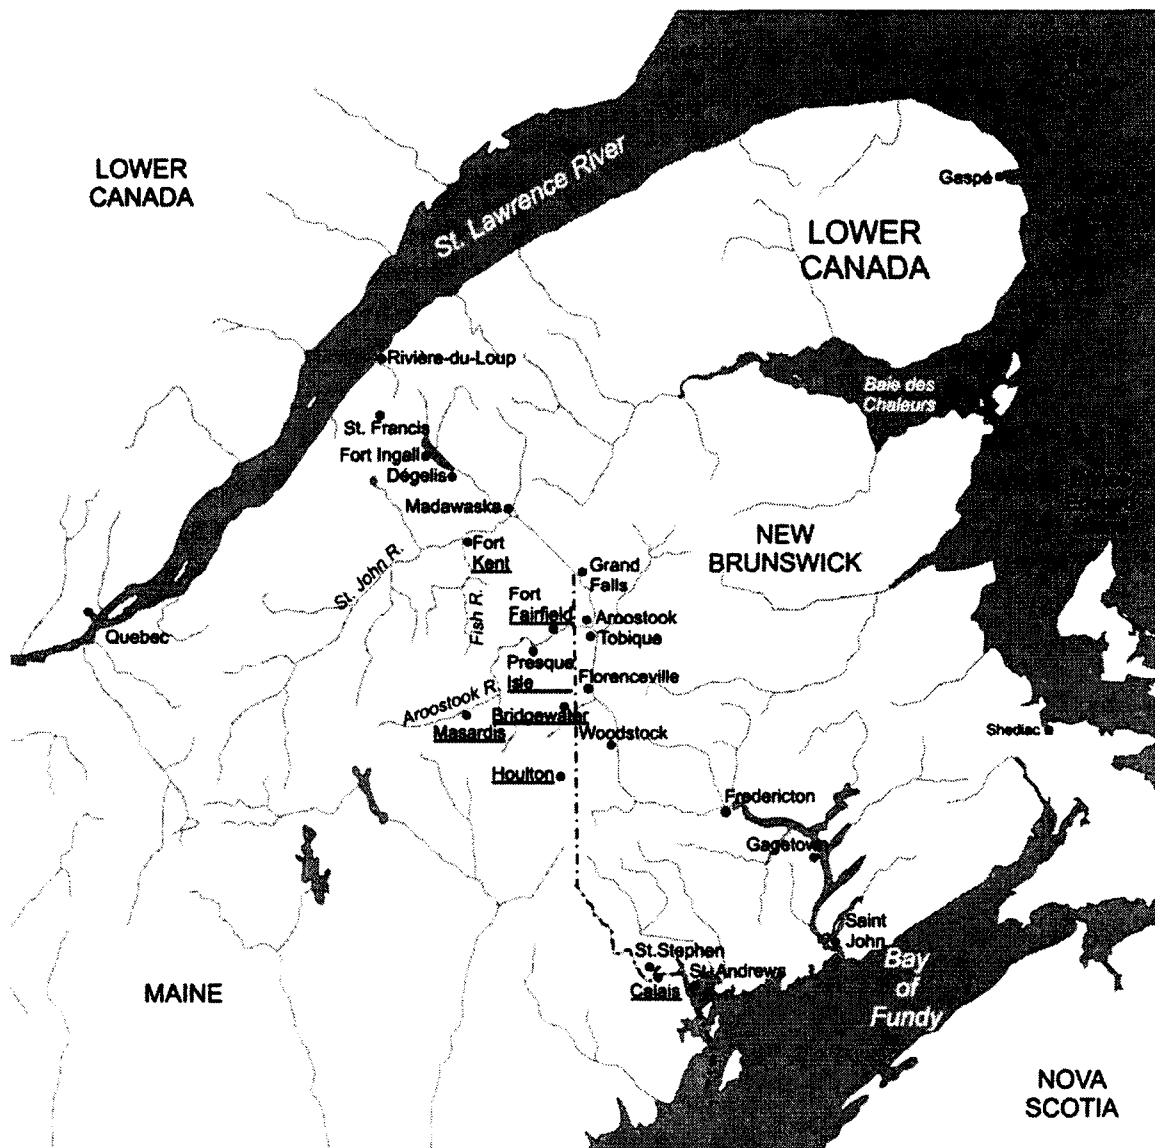 LOWER
CANADA
St. Lawrence River
Gaspé
LOWER
CANADA
Rivière-du-Loup
Baie des
Chaleurs
St. Francis
Fort Ingall
Dégelis
Madawaska
NEW
BRUNSWICK
Fort
Kent
St. John R.
Grand
Falls
Fort
Fairfield
Fish R.
Aroostook
Tobique
Quebec
Presque
Isle
Florenceville
Aroostook R.
Bridgewater
Masardis
Woodstock
Shediac
Houlton
Fredericton
Gagetown
Saint
John
St.Stephen
St. Andrews
Calais
MAINE
Bay
of
Fundy
NOVA
SCOTIA